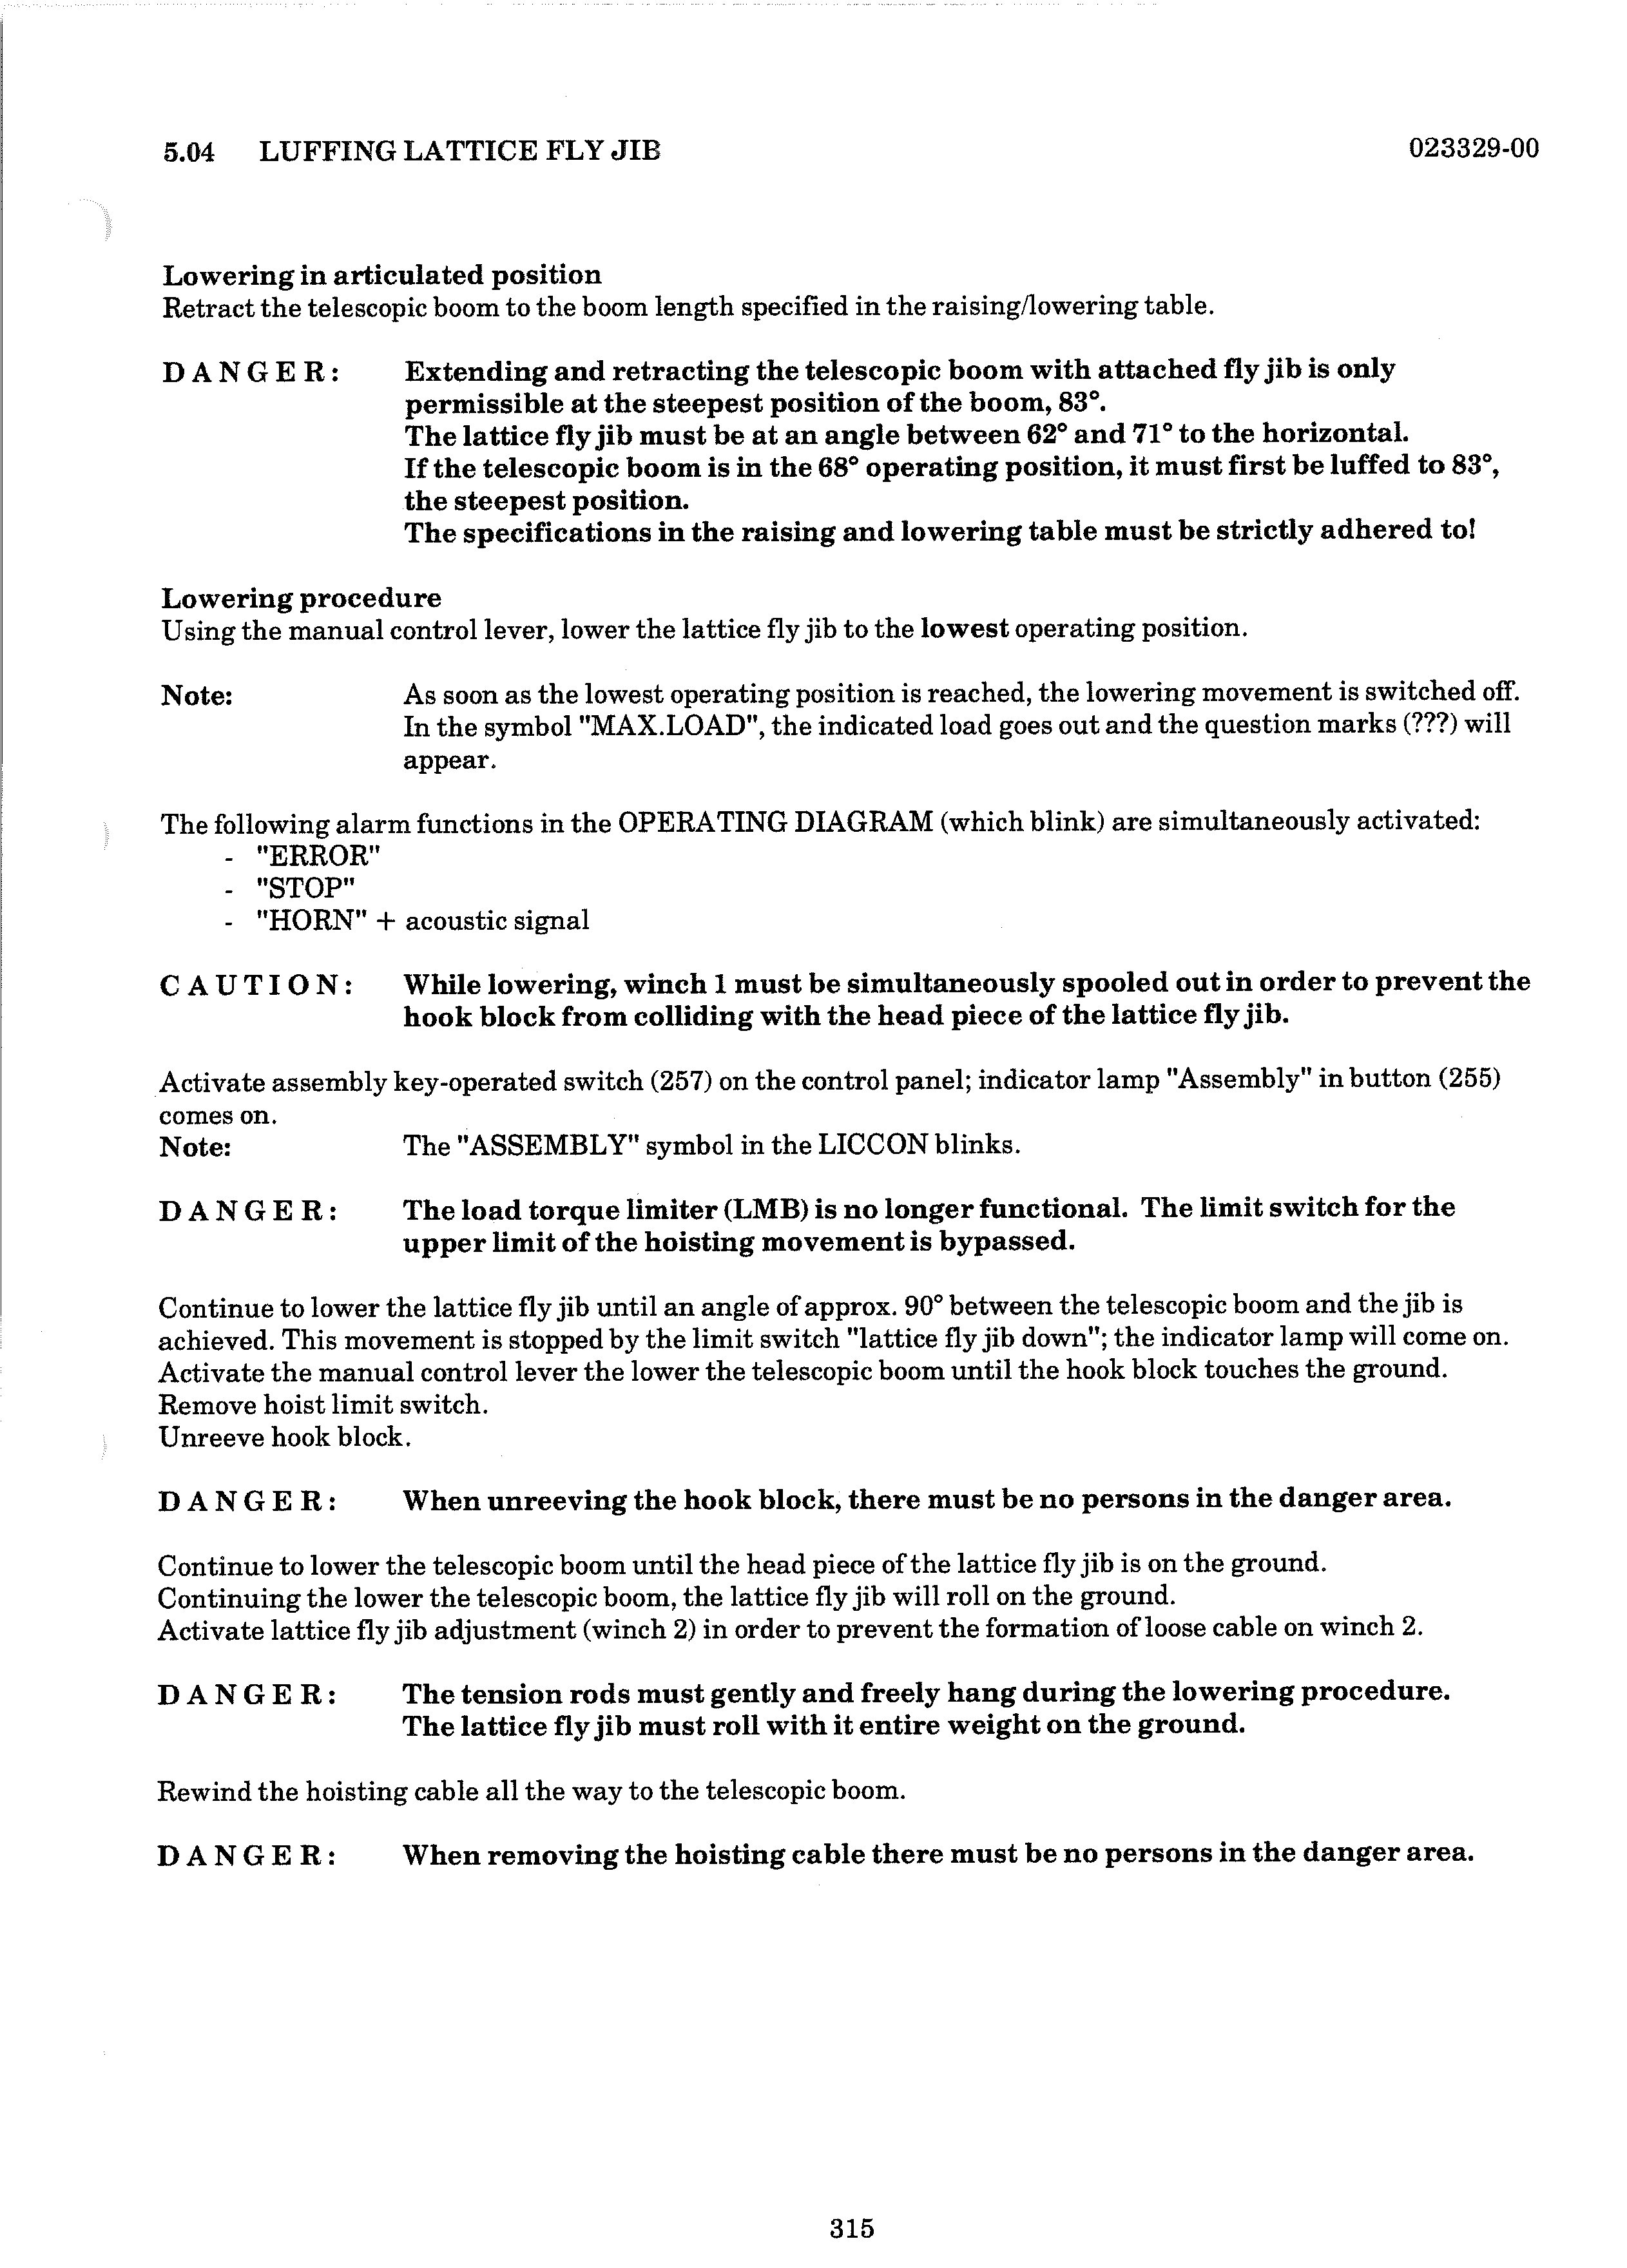 5.04 LUFFING LATTICE FLY JIB 023329-00
Lowering in articulated position
Retract the telescopic boom to the boom length specified in the raising/lowering table.
D A N G E R : Extending and retracting the telescopic boom with attached fly jib is only
permissible at the steepest position of the boom, 83°.
The lattice fly jib must be at an angle between 62° and 71° to the horizontal.
If the telescopic boom is in the 68° operating position, it must first be luffed to 83°,
the steepest position.
The specifications in the raising and lowering table must be strictly adhered to!
Lowering procedure
Using the manual control lever, lower the lattice fly jib to the lowest operating position.
Note: As soon as the lowest operating position is reached, the lowering movement is switched off.
In the symbol "MAX.LOAD", the indicated load goes out and the question marks (???) will
appear.
The following alarm functions in the OPERATING DIAGRAM (which blink) are simultaneously activated:
- "ERROR"
- "STOP"
- "HORN" + acoustic signal
C A U T I O N : While lowering, winch 1 must be simultaneously spooled out in order to prevent the
hook block from colliding with the head piece of the lattice fly jib.
Activate assembly key-operated switch (257) on the control panel; indicator lamp "Assembly" in button (255)
comes on.
Note: The "ASSEMBLY" symbol in the LICCON blinks.
D A N G E R : The load torque limiter (LMB) is no longer functional. The limit switch for the
upper limit of the hoisting movement is bypassed.
Continue to lower the lattice fly jib until an angle of approx. 90° between the telescopic boom and the jib is
achieved. This movement is stopped by the limit switch "lattice fly jib down"; the indicator lamp will come on.
Activate the manual control lever the lower the telescopic boom until the hook block touches the ground.
Remove hoist limit switch.
Unreeve hook block.
D A N G E R : When unreeving the hook block, there must be no persons in the danger area.
Continue to lower the telescopic boom until the head piece of the lattice fly jib is on the ground.
Continuing the lower the telescopic boom, the lattice fly jib will roll on the ground.
Activate lattice fly jib adjustment (winch 2) in order to prevent the formation of loose cable on winch 2.
D A N G E R : The tension rods must gently and freely hang during the lowering procedure.
The lattice fly jib must roll with it entire weight on the ground.
Rewind the hoisting cable all the way to the telescopic boom.
D A N G E R : When removing the hoisting cable there must be no persons in the danger area.
315